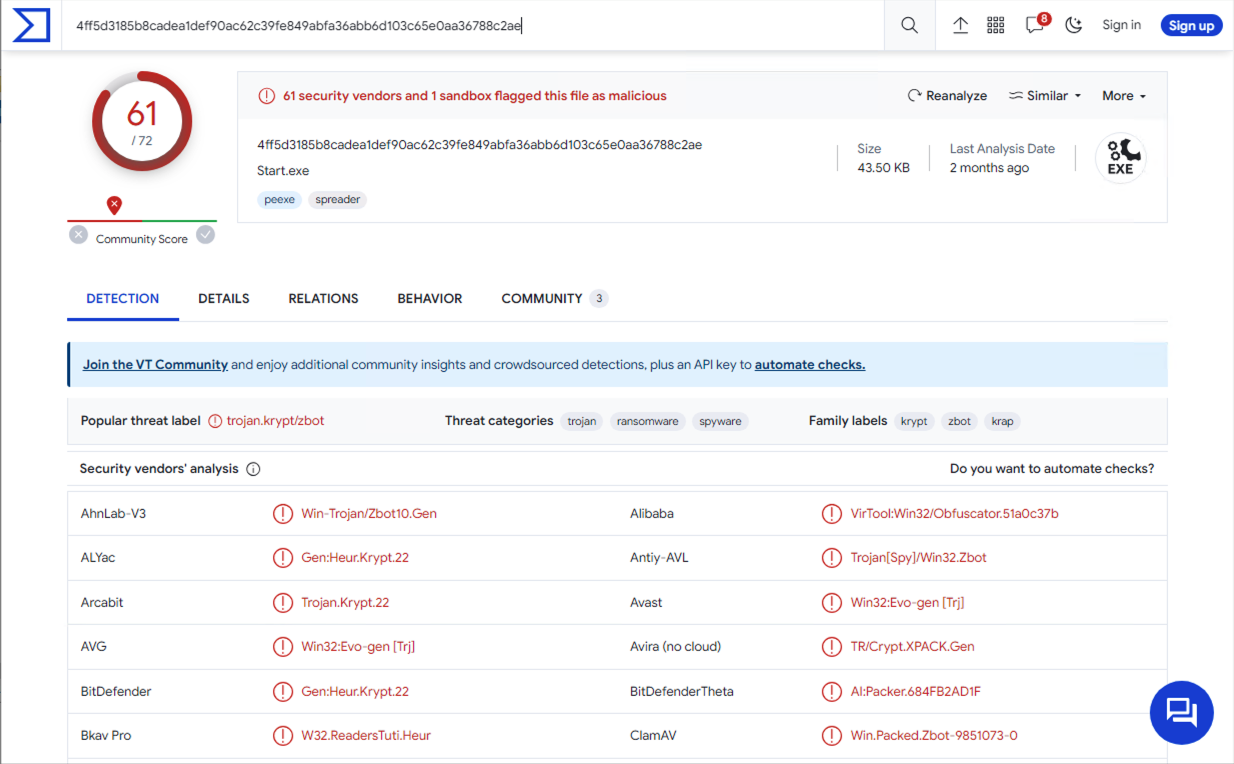 4ff5d3185b8cadea1def90ac62c39fe849abfa36abb6d103c65e0aa36788c2ae
8
Sign in
Sign up
61
/ 72
Community Score
61 security vendors and 1 sandbox flagged this file as malicious
Reanalyze
Similar
More
4ff5d3185b8cadea1def90ac62c39fe849abfa36abb6d103c65e0aa36788c2ae
Start.exe
peexe
spreader
Size
43.50 KB
Last Analysis Date
2 months ago
EXE
DETECTION
DETAILS
RELATIONS
BEHAVIOR
COMMUNITY 3
Join the VT Community and enjoy additional community insights and crowdsourced detections, plus an API key to automate checks.
Popular threat label trojan.krypt/zbot
Threat categories trojan ransomware spyware
Family labels krypt zbot krap
Security vendors' analysis
Do you want to automate checks?
AhnLab-V3 Win-Trojan/Zbot10.Gen Alibaba VirTool:Win32/Obfuscator.51a0c37b
ALYac Gen:Heur.Krypt.22 Antiy-AVL Trojan[Spy]/Win32.Zbot
Arcabit Trojan.Krypt.22 Avast Win32:Evo-gen [Trj]
AVG Win32:Evo-gen [Trj] Avira (no cloud) TR/Crypt.XPACK.Gen
BitDefender Gen:Heur.Krypt.22 BitDefenderTheta AI:Packer.684FB2AD1F
Bkav Pro W32.ReadersTuti.Heur ClamAV Win.Packed.Zbot-9851073-0